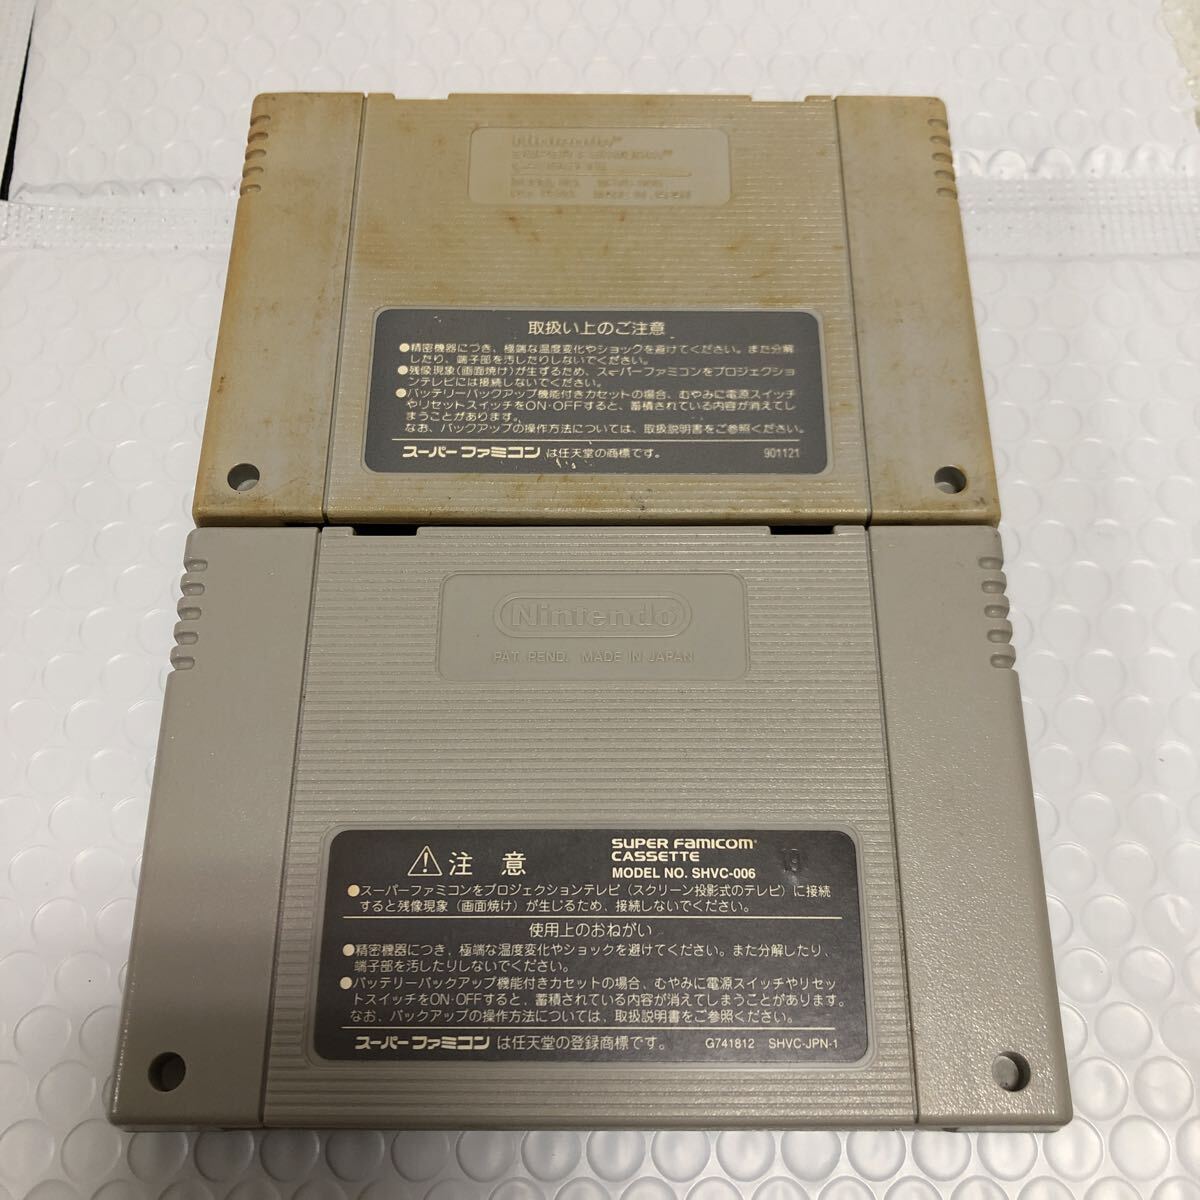 Nintendo
取扱い上のご注意
●精密機器につき、極端な温度変化やショックを避けてください。また分解
したり、端子部を汚したりしないでください。
●残像現象(画面焼け)が生ずるため、スーパーファミコンをプロジェクショ
ンテレビには接続しないでください。
●バッテリーバックアップ機能付きカセットの場合、むやみに電源スイッチ
やリセットスイッチをON・OFFすると、蓄積されている内容が消えてし
まうことがあります。
なお、バックアップの操作方法については、取扱説明書をご参照ください。
スーパーファミコン は任天堂の商標です。 901121
Nintendo
PAT. PEND. MADE IN JAPAN
⚠注意 SUPER FAMICOM
CASSETTE
MODEL NO. SHVC-006
19
●スーパーファミコンをプロジェクションテレビ(スクリーン投影式のテレビ)に接続
すると残像現象(画面焼け)が生じるため、接続しないでください。
使用上のおねがい
●精密機器につき、極端な温度変化やショックを避けてください。また分解したり、
端子部を汚したりしないでください。
●バッテリーバックアップ機能付きカセットの場合、むやみに電源スイッチやリセッ
トスイッチをON・OFFすると、蓄積されている内容が消えてしまうことがあります。
なお、バックアップの操作方法については、取扱説明書をご参照ください。
スーパーファミコン は任天堂の登録商標です。 G741812 SHVC-JPN-1